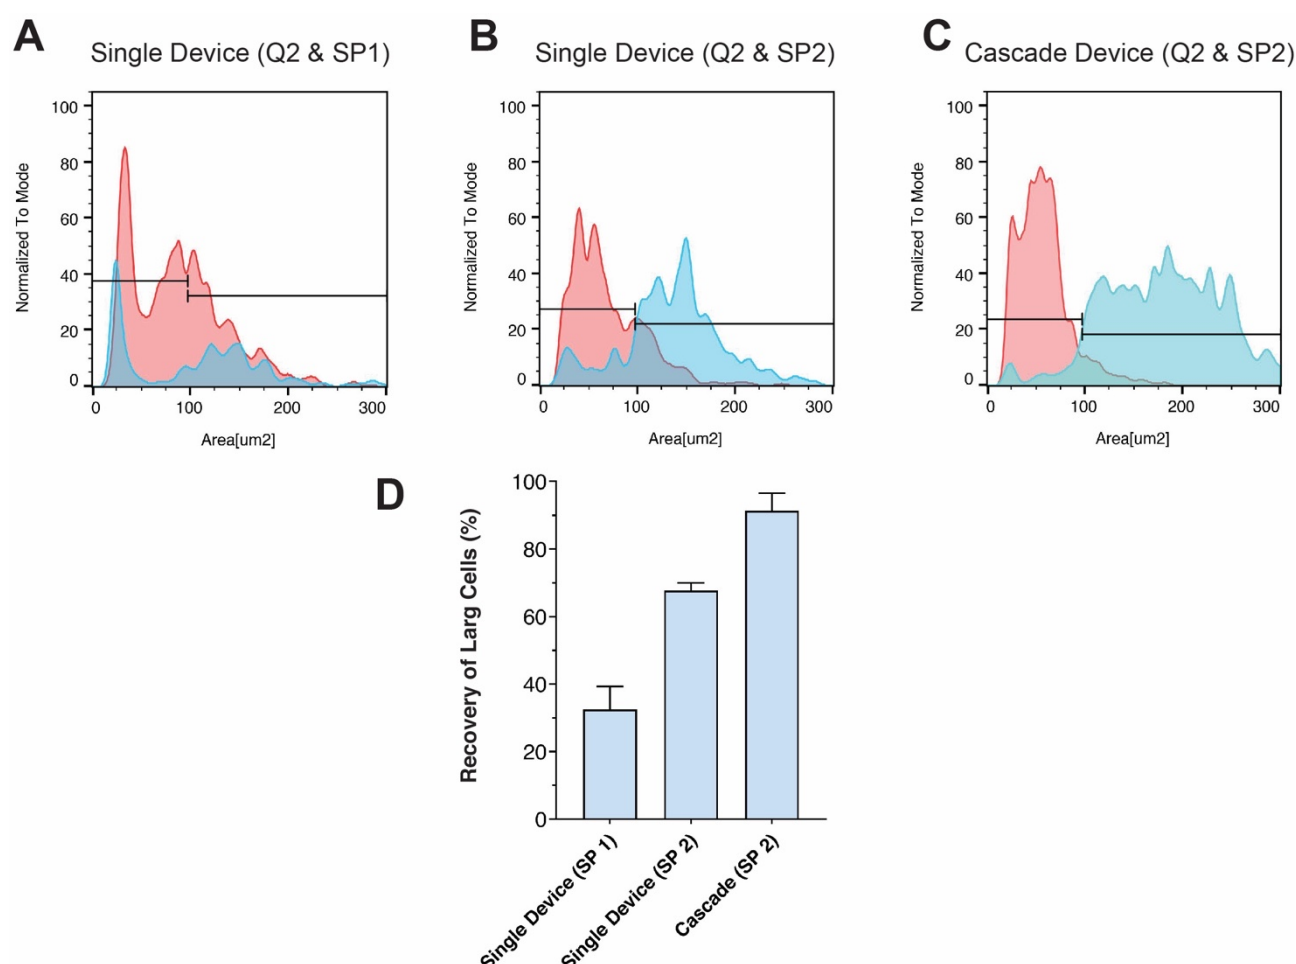 A
Single Device (Q2 & SP1)
100
80
60
40
20
0
Normalized To Mode
0 100 200 300
Area[um2]
B
Single Device (Q2 & SP2)
100
80
60
40
20
0
Normalized To Mode
0 100 200 300
Area[um2]
C
Cascade Device (Q2 & SP2)
100
80
60
40
20
0
Normalized To Mode
0 100 200 300
Area[um2]
D
100
80
60
40
20
0
Recovery of Larg Cells (%)
Single Device (SP 1)
Single Device (SP 2)
Cascade (SP 2)